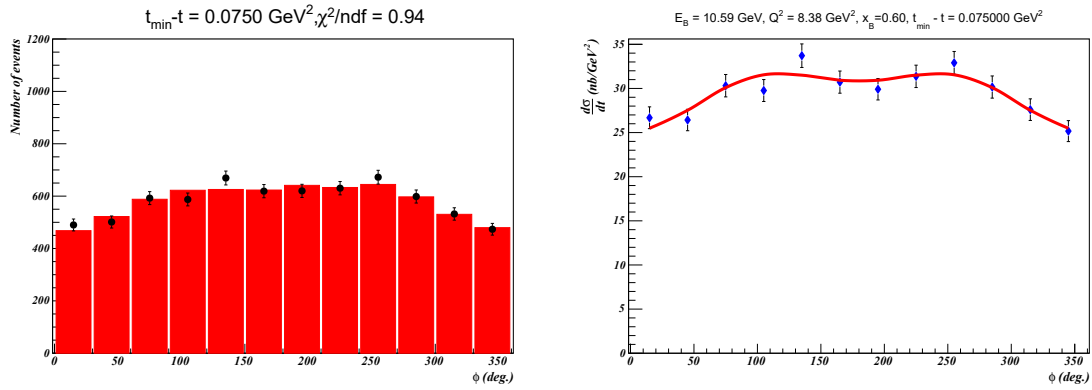 t_min-t = 0.0750 GeV²,χ²/ndf = 0.94
Number of events
1200
1000
800
600
400
200
0
0 50 100 150 200 250 300 350
ϕ (deg.)
E_B = 10.59 GeV, Q² = 8.38 GeV², x_B=0.60, t_min - t = 0.075000 GeV²
dσ/dt (nb/GeV²)
35
30
25
20
15
10
5
0
0 50 100 150 200 250 300 350
ϕ (deg.)